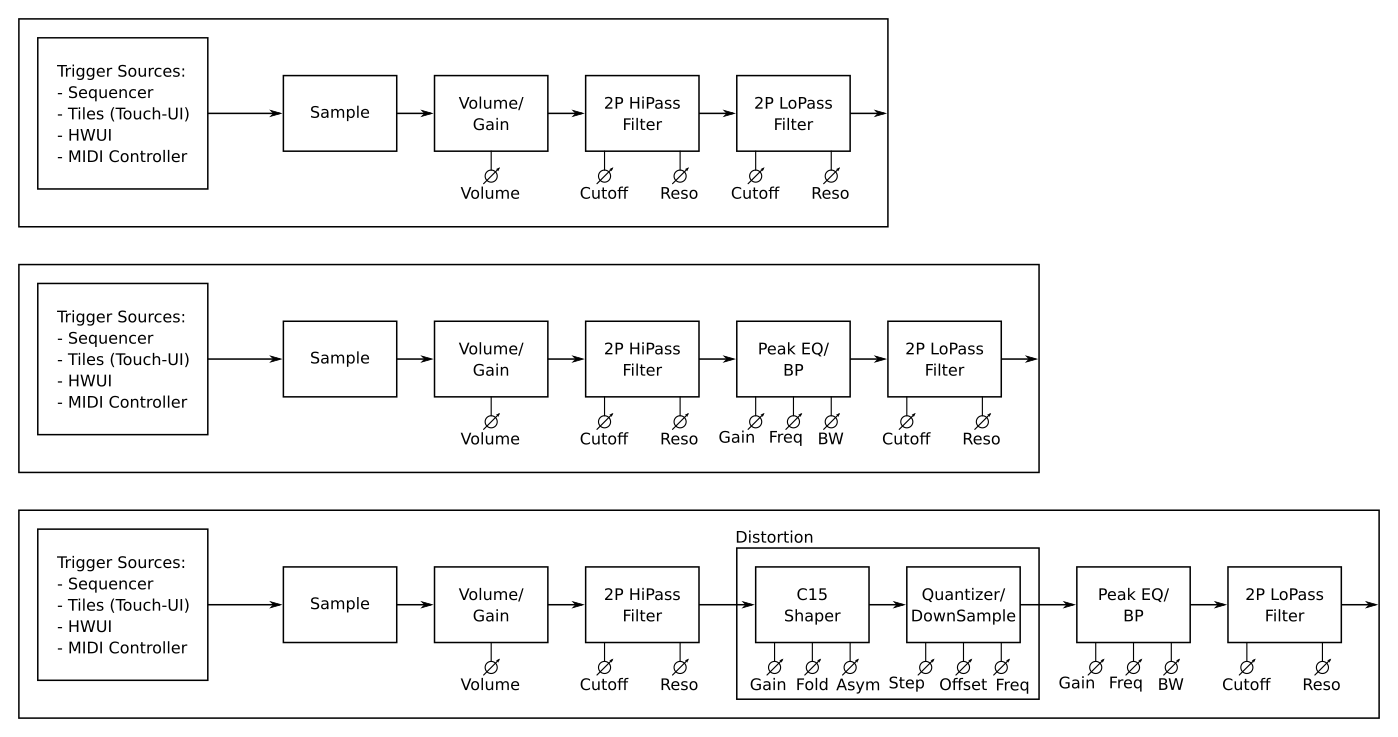 Trigger Sources:
- Sequencer
- Tiles (Touch-UI)
- HWUI
- MIDI Controller
Sample
Volume/
Gain
Volume
2P HiPass
Filter
Cutoff
Reso
2P LoPass
Filter
Cutoff
Reso
Trigger Sources:
- Sequencer
- Tiles (Touch-UI)
- HWUI
- MIDI Controller
Sample
Volume/
Gain
Volume
2P HiPass
Filter
Cutoff
Reso
Peak EQ/
BP
Gain
Freq
BW
2P LoPass
Filter
Cutoff
Reso
Trigger Sources:
- Sequencer
- Tiles (Touch-UI)
- HWUI
- MIDI Controller
Sample
Volume/
Gain
Volume
2P HiPass
Filter
Cutoff
Reso
Distortion
C15
Shaper
Gain
Fold
Asym
Quantizer/
DownSample
Step
Offset
Freq
Peak EQ/
BP
Gain
Freq
BW
2P LoPass
Filter
Cutoff
Reso